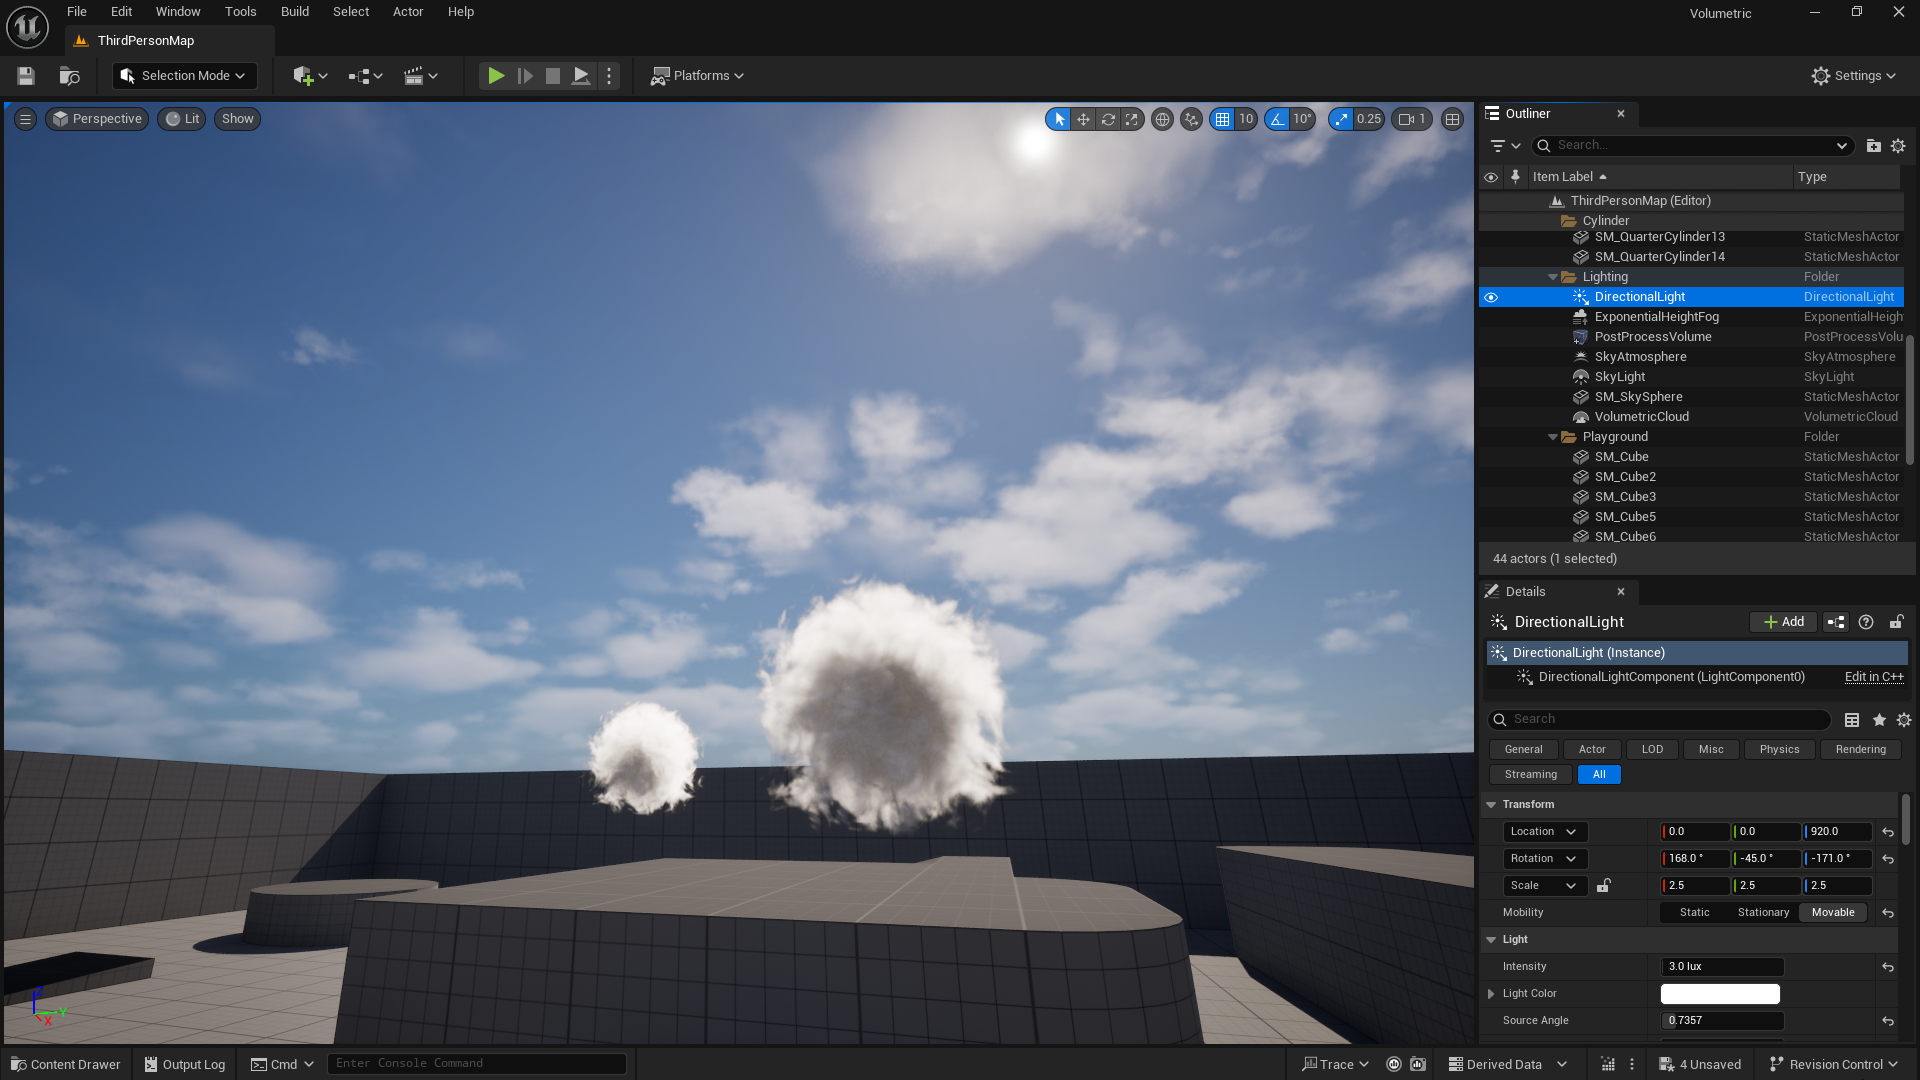 File Edit Window Tools Build Select Actor Help
Volumetric
ThirdPersonMap
Selection Mode
Platforms
Settings
Perspective Lit Show
10 10° 0.25 1
Outliner
Search...
Item Label Type
ThirdPersonMap (Editor)
Cylinder
SM_QuarterCylinder13 StaticMeshActor
SM_QuarterCylinder14 StaticMeshActor
Lighting Folder
DirectionalLight DirectionalLight
ExponentialHeightFog ExponentialHeigh
PostProcessVolume PostProcessVolu
SkyAtmosphere SkyAtmosphere
SkyLight SkyLight
SM_SkySphere StaticMeshActor
VolumetricCloud VolumetricCloud
Playground Folder
SM_Cube StaticMeshActor
SM_Cube2 StaticMeshActor
SM_Cube3 StaticMeshActor
SM_Cube5 StaticMeshActor
SM_Cube6 StaticMeshActor
44 actors (1 selected)
Details
DirectionalLight
Add
DirectionalLight (Instance)
DirectionalLightComponent (LightComponent0) Edit in C++
Search
General Actor LOD Misc Physics Rendering
Streaming All
Transform
Location 0.0 0.0 920.0
Rotation 168.0 ° -45.0 ° -171.0 °
Scale 2.5 2.5 2.5
Mobility Static Stationary Movable
Light
Intensity 3.0 lux
Light Color
Source Angle 0.7357
Z
Y
X
Content Drawer Output Log Cmd Enter Console Command
Trace Derived Data 4 Unsaved Revision Control